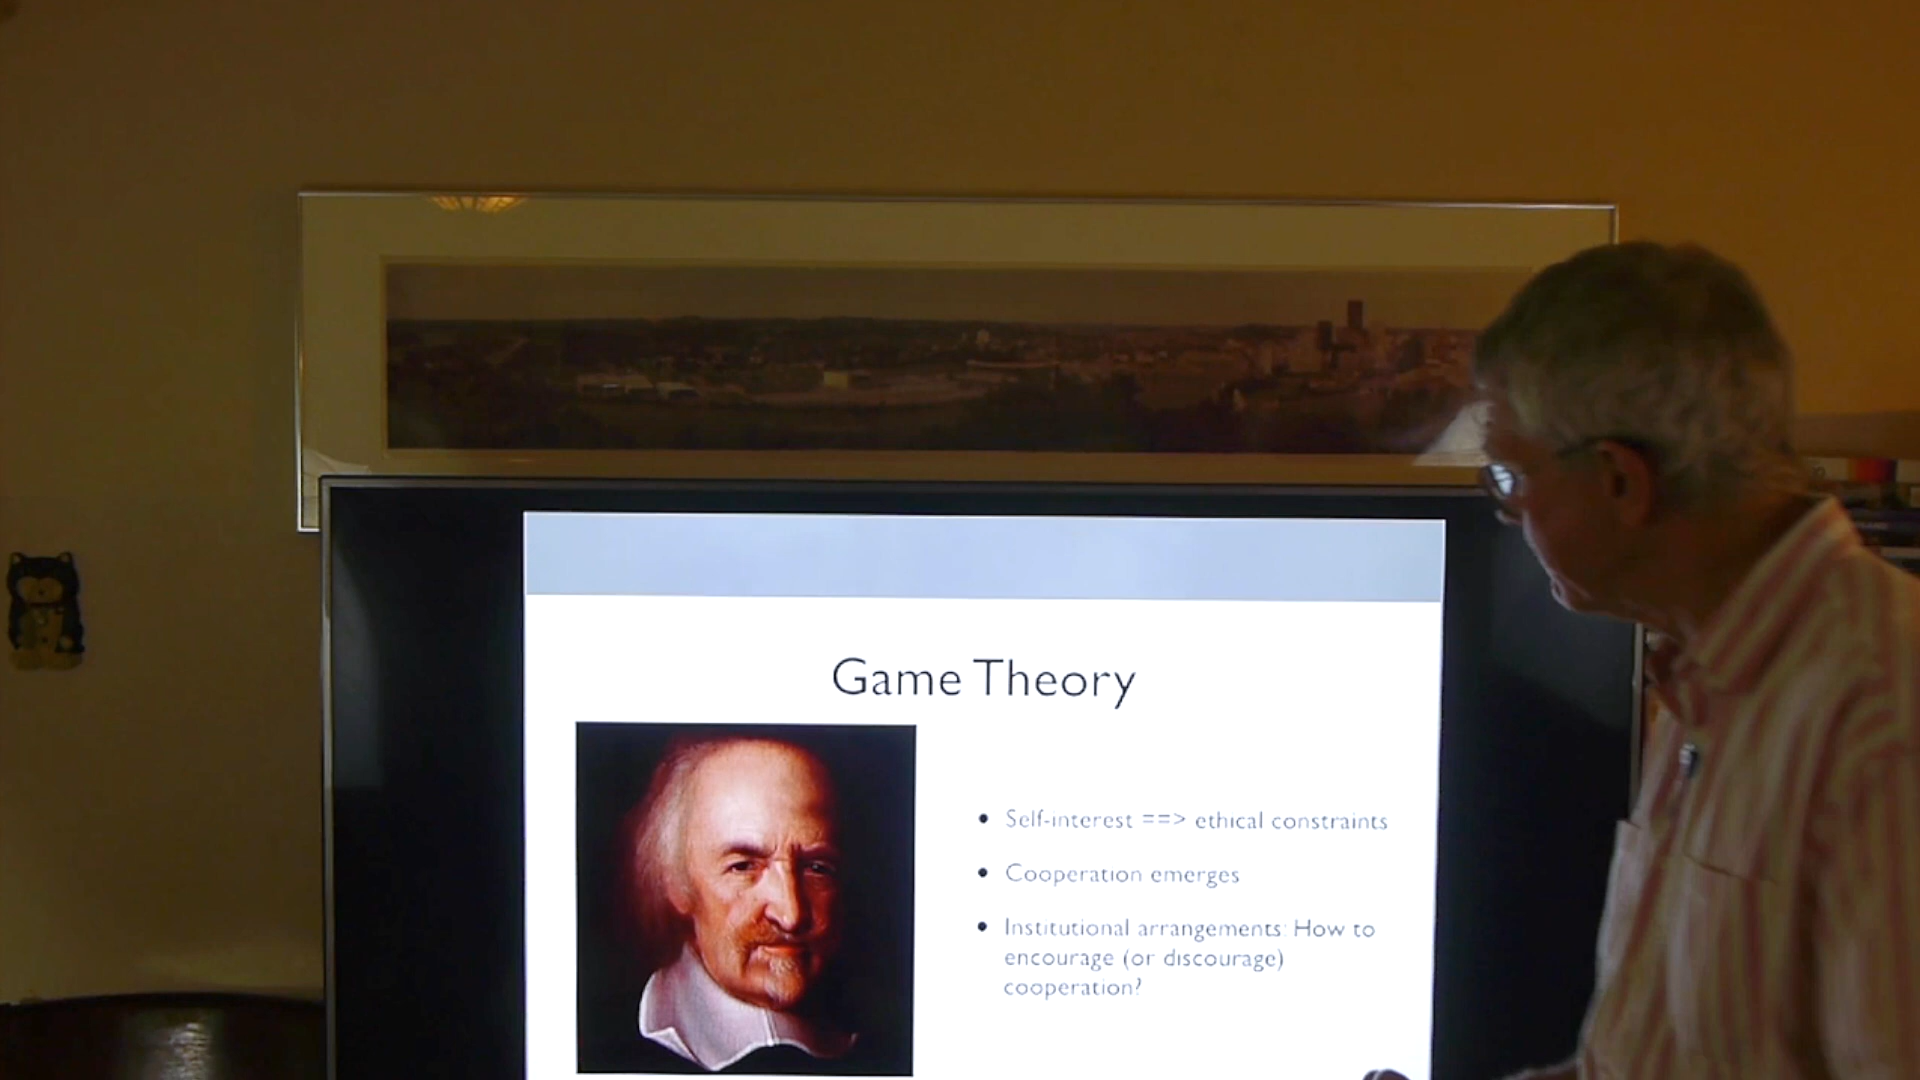 Game Theory
• Self-interest ==> ethical constraints
• Cooperation emerges
• Institutional arrangements: How to
encourage (or discourage)
cooperation?